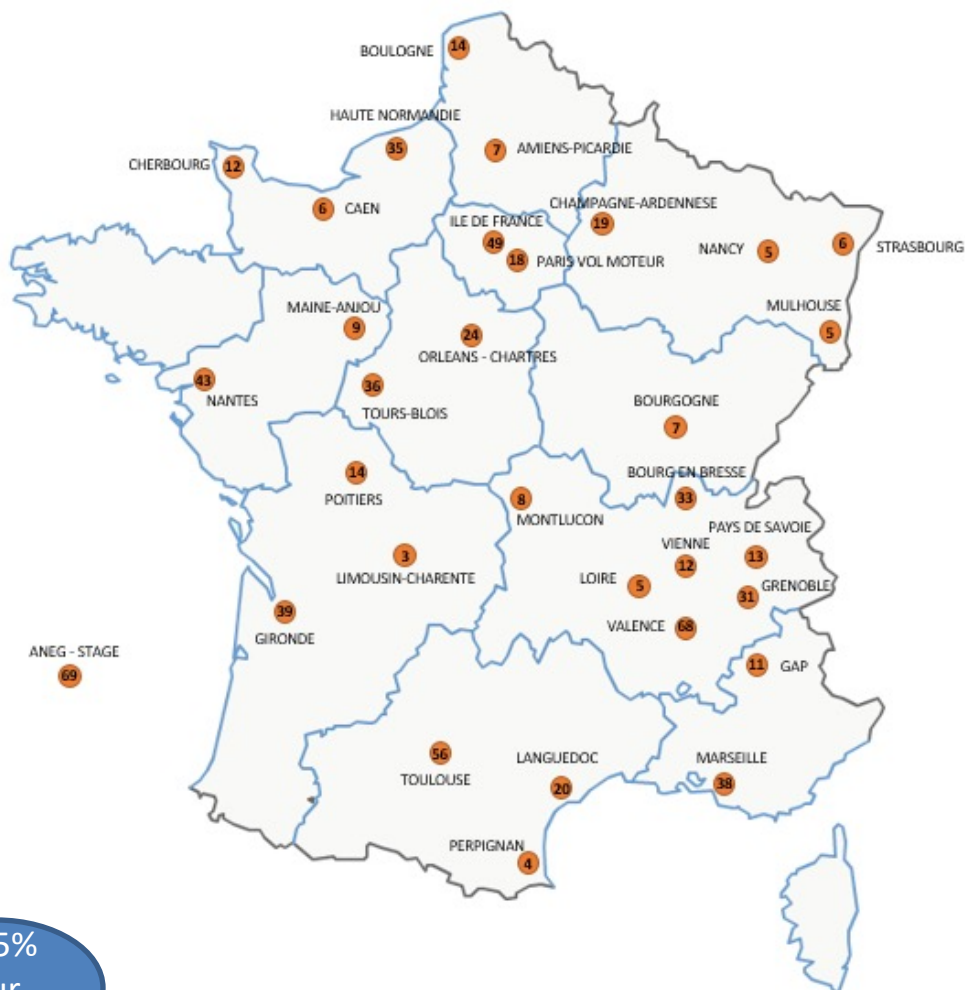 BOULOGNE
14
HAUTE NORMANDIE
35
7
AMIENS-PICARDIE
CHERBOURG
12
CHAMPAGNE-ARDENNESE
19
6
CAEN
ILE DE FRANCE
49
18
PARIS VOL MOTEUR
NANCY
5
6
STRASBOURG
MULHOUSE
5
MAINE-ANJOU
9
24
ORLEANS - CHARTRES
43
NANTES
36
TOURS-BLOIS
BOURGOGNE
7
14
POITIERS
BOURG EN BRESSE
33
8
MONTLUCON
PAYS DE SAVOIE
13
VIENNE
12
3
LIMOUSIN-CHARENTE
LOIRE
5
GRENOBLE
31
39
GIRONDE
VALENCE
68
ANEG - STAGE
69
11
GAP
56
TOULOUSE
LANGUEDOC
20
MARSEILLE
38
PERPIGNAN
4
5%